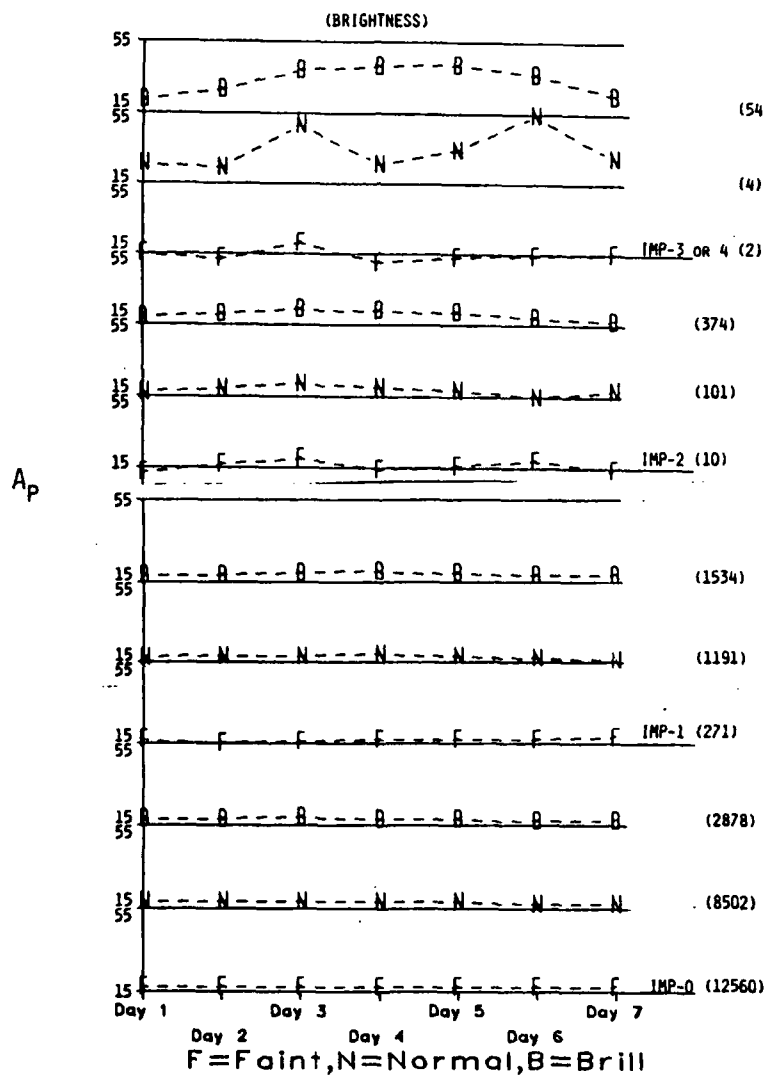 (BRIGHTNESS)
55
B B B B B B B
15
55 (54
N N N N N N N
15
55 (4)
F F F F F F F
15
55 IMP-3 OR 4 (2)
B B B B B B B
15
55 (374)
N N N N N N N
15
55 (101)
F F F F F F F
15 IMP-2 (10)
Ap
55
B B B B B B B
15
55 (1534)
N N N N N N N
15
55 (1191)
F F F F F F F
15
55 IMP-1 (271)
B B B B B B B
15
55 (2878)
N N N N N N N
15
55 (8502)
F F F F F F F
15 IMP-0 (12560)
Day 1 Day 3 Day 5 Day 7
Day 2 Day 4 Day 6
F=Faint,N=Normal,B=Brill